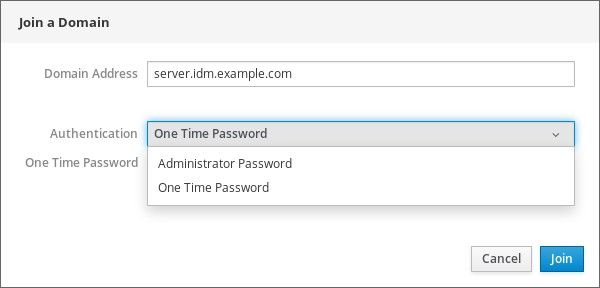 Join a Domain
Domain Address server.idm.example.com
Authentication One Time Password
One Time Password
Administrator Password
One Time Password
Cancel Join